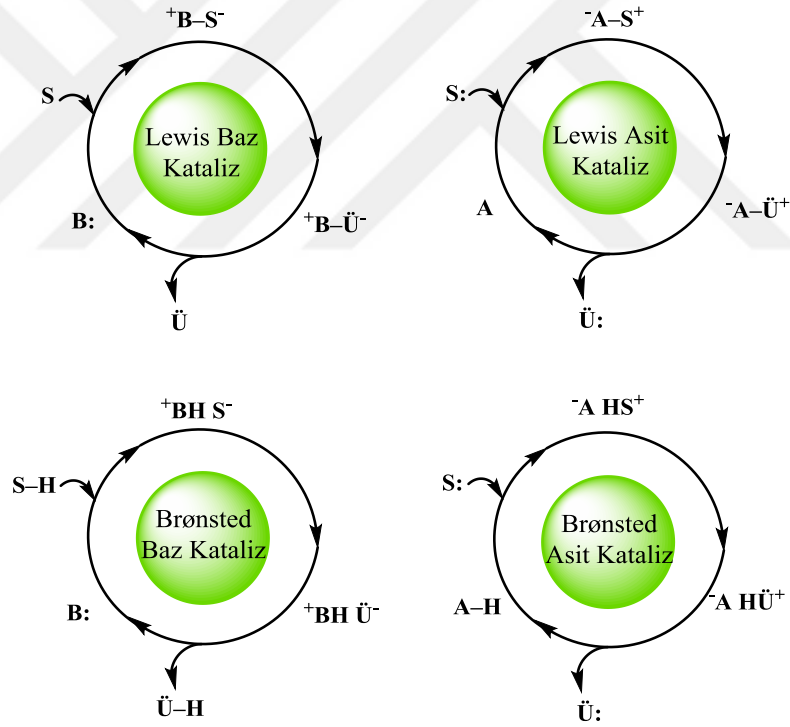 ⁺B–S⁻
S
Lewis Baz
Kataliz
B:
⁺B–Ü⁻
Ü
⁻A–S⁺
S:
Lewis Asit
Kataliz
A
⁻A–Ü⁺
Ü:
⁺BH S⁻
S–H
Brønsted
Baz Kataliz
B:
⁺BH Ü⁻
Ü–H
⁻A HS⁺
S:
Brønsted
Asit Kataliz
A–H
⁻A HÜ⁺
Ü: